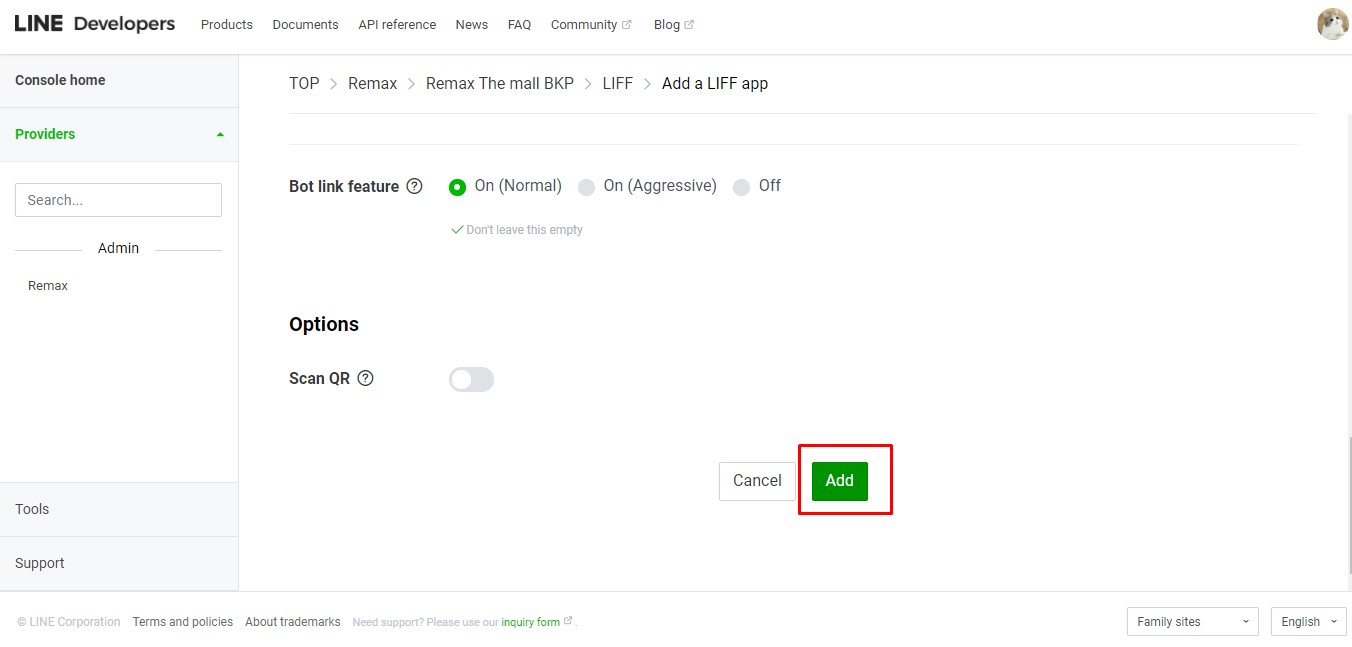 LINE Developers Products Documents API reference News FAQ Community Blog
Console home
Providers
Search...
Admin
Remax
Tools
Support
TOP > Remax > Remax The mall BKP > LIFF > Add a LIFF app
Bot link feature ? On (Normal) On (Aggressive) Off
Don't leave this empty
Options
Scan QR ?
Cancel Add
© LINE Corporation Terms and policies About trademarks Need support? Please use our inquiry form . Family sites English